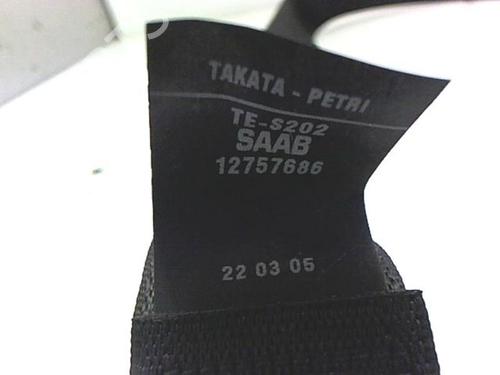 TAKATA - PETRI
TE-S202
SAAB
12757686
22 03 05